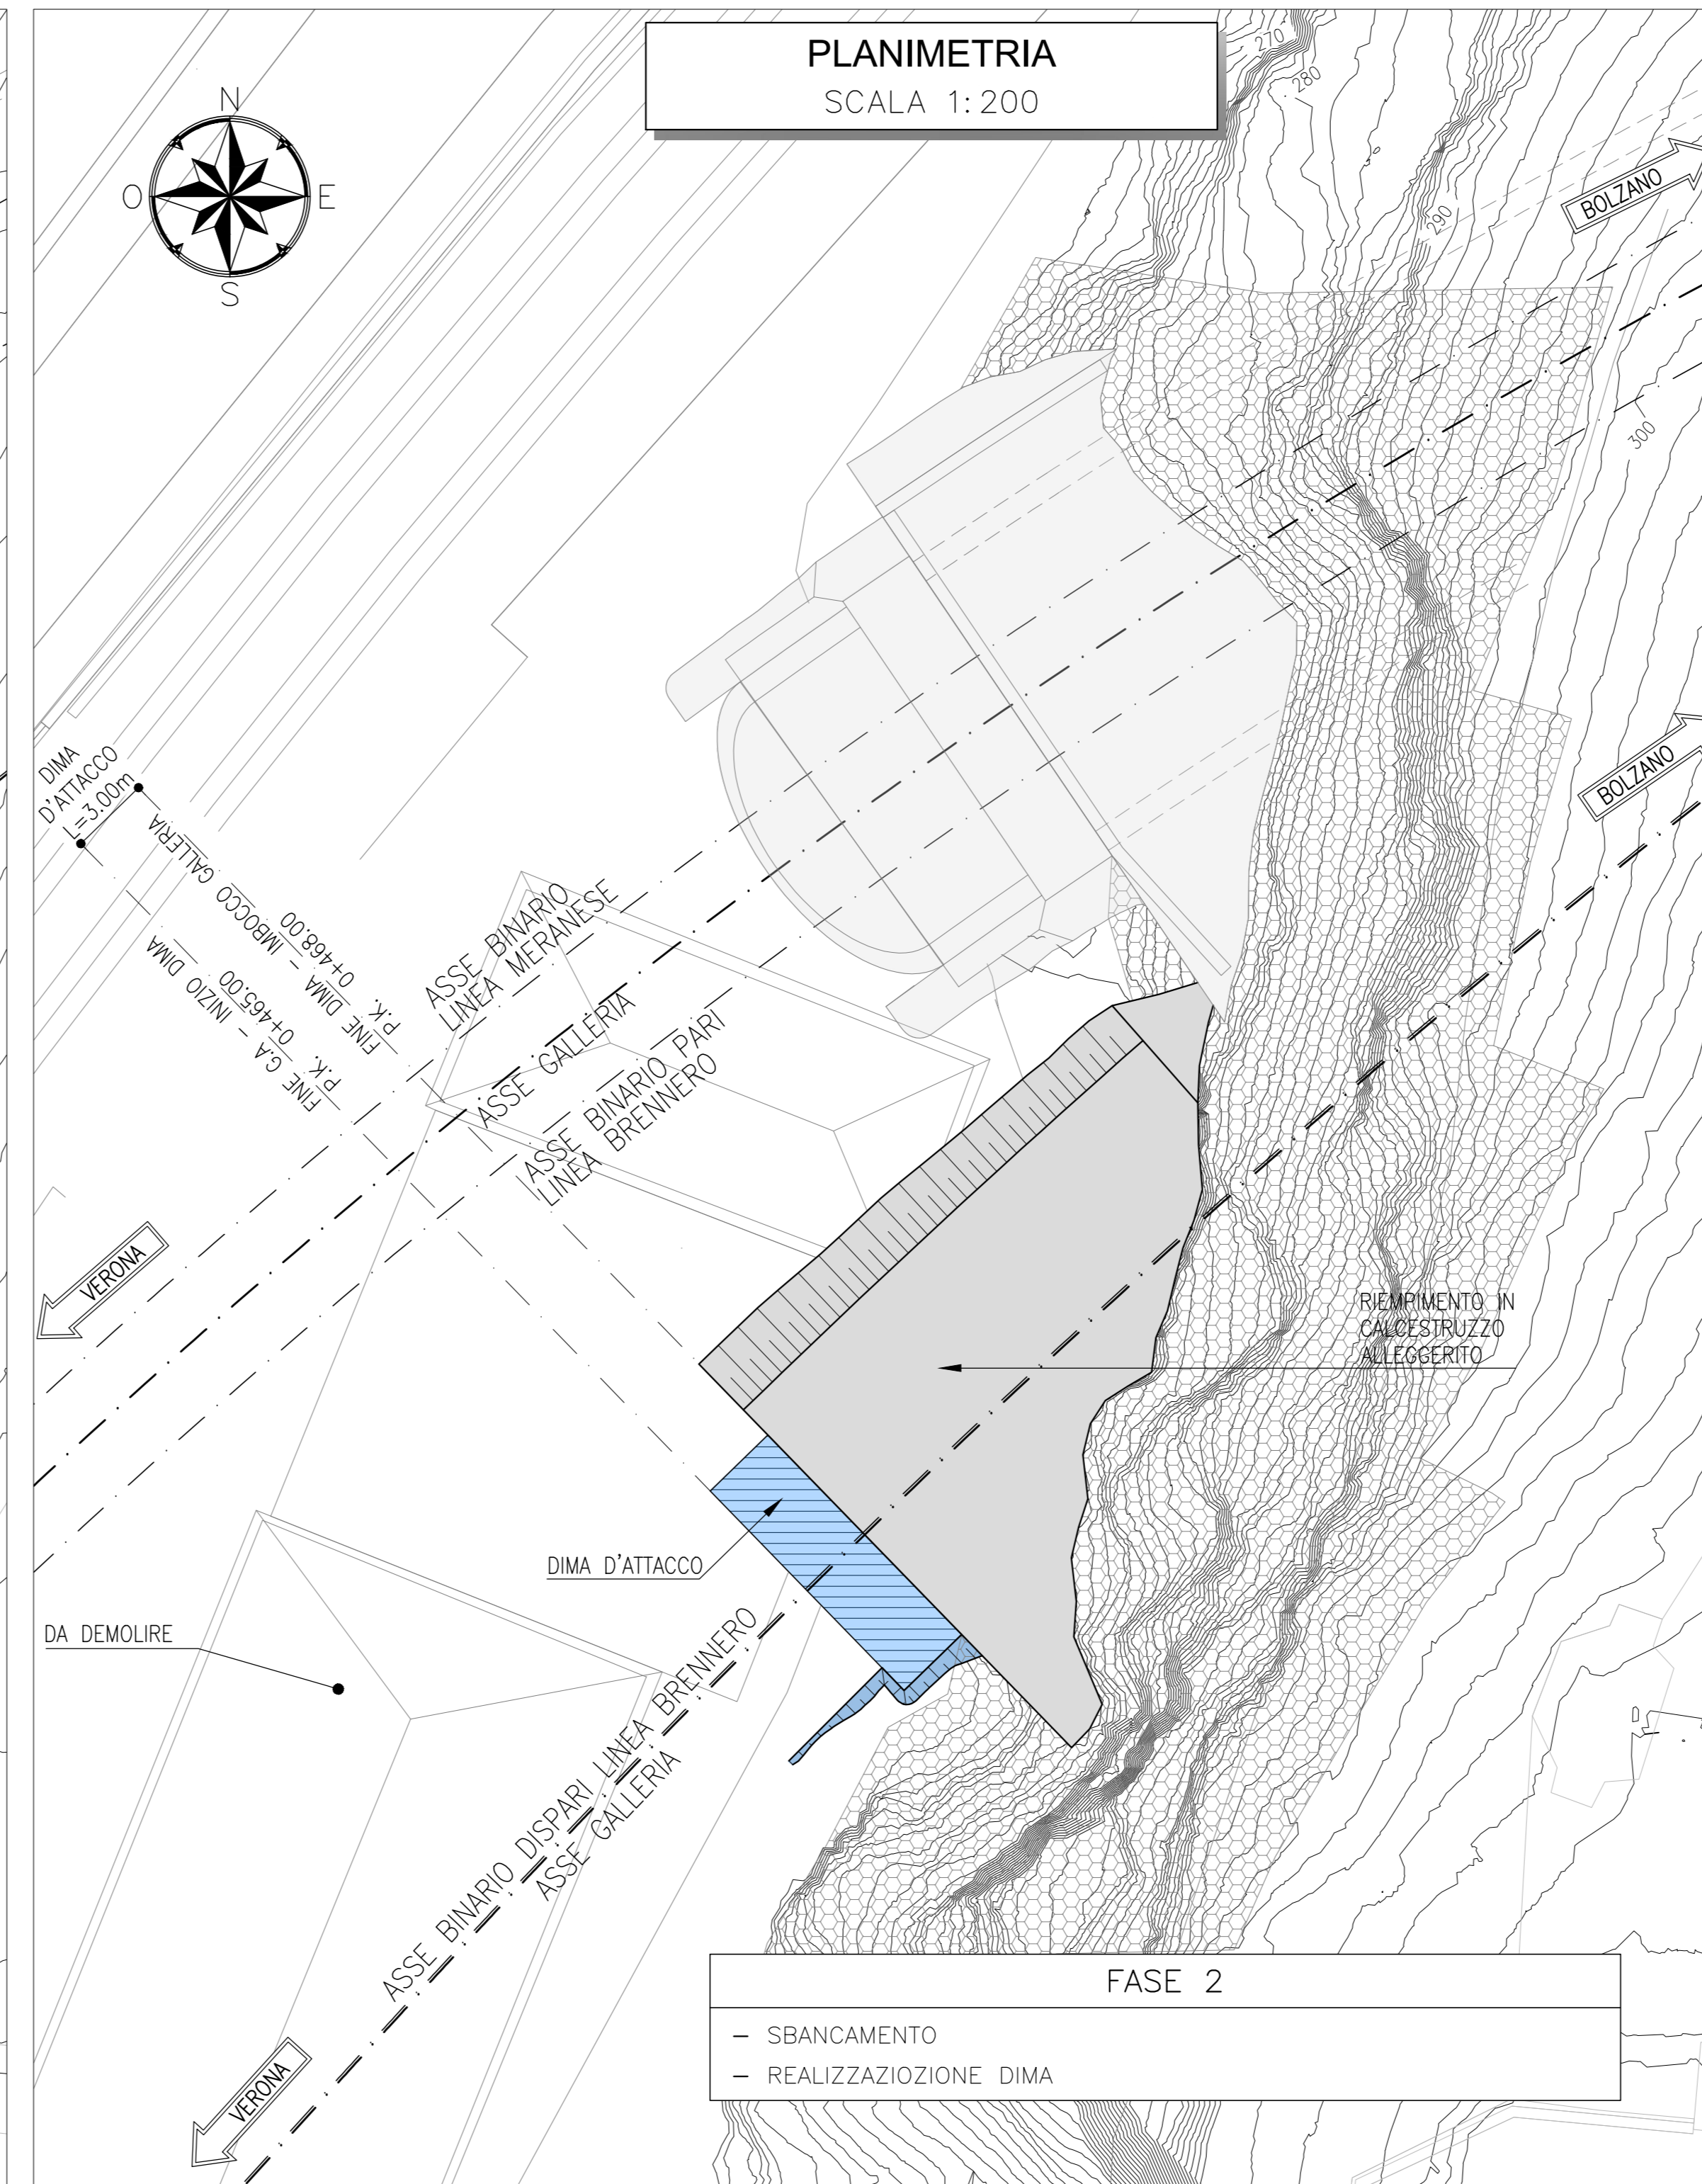 PLANIMETRIA
SCALA 1:200
N
O
E
S
270
280
290
300
BOLZANO
BOLZANO
DIMA
D'ATTACCO
L=3.00m
FINE DIMA – IMBOCCO GALLERIA
P.K. 0+468.00
FINE GA – INIZIO DIMA
P.K. 0+465.00
ASSE BINARIO
LINEA MERANESE
ASSE GALLERIA
ASSE BINARIO PARI
LINEA BRENNERO
VERONA
RIEMPIMENTO IN
CALCESTRUZZO
ALLEGGERITO
DIMA D'ATTACCO
DA DEMOLIRE
ASSE BINARIO DISPARI LINEA BRENNERO
ASSE GALLERIA
VERONA
FASE 2
– SBANCAMENTO
– REALIZZAZIOZIONE DIMA